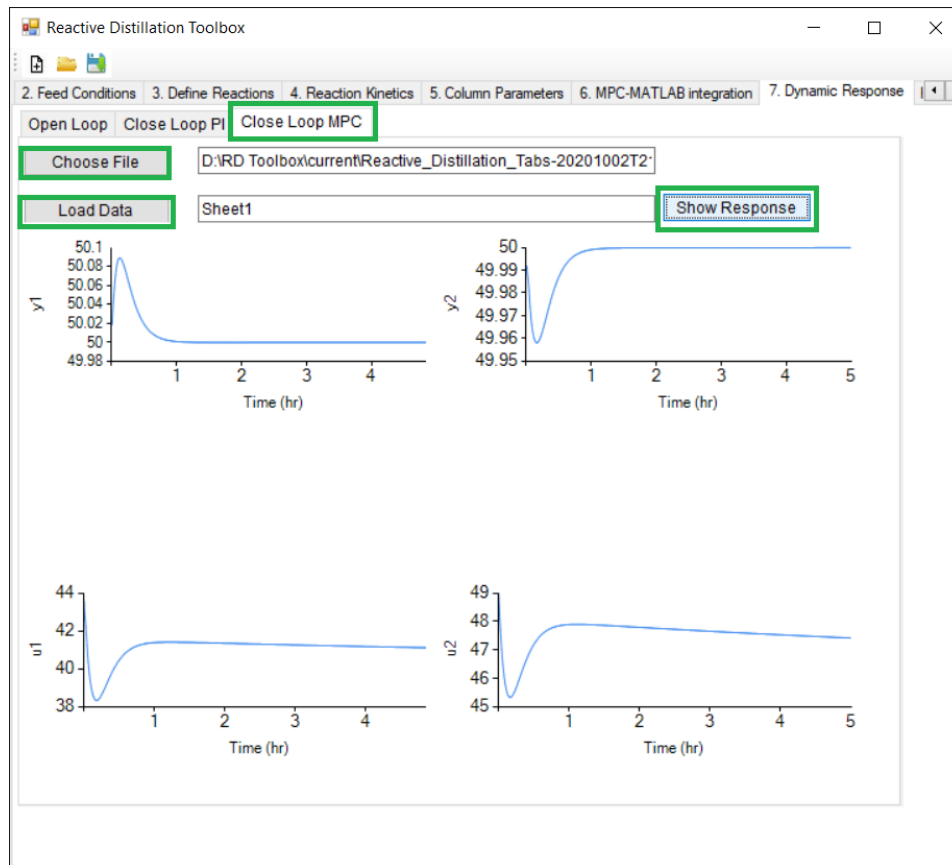 Reactive Distillation Toolbox
2. Feed Conditions 3. Define Reactions 4. Reaction Kinetics 5. Column Parameters 6. MPC-MATLAB integration 7. Dynamic Response
Open Loop Close Loop PI Close Loop MPC
Choose File D:\RD Toolbox\current\Reactive_Distillation_Tabs-20201002T2
Load Data Sheet1 Show Response
y1
50.1
50.08
50.06
50.04
50.02
50
49.98
1 2 3 4
Time (hr)
y2
50
49.99
49.98
49.97
49.96
49.95
1 2 3 4 5
Time (hr)
u1
44
42
40
38
1 2 3 4
Time (hr)
u2
49
48
47
46
45
1 2 3 4 5
Time (hr)